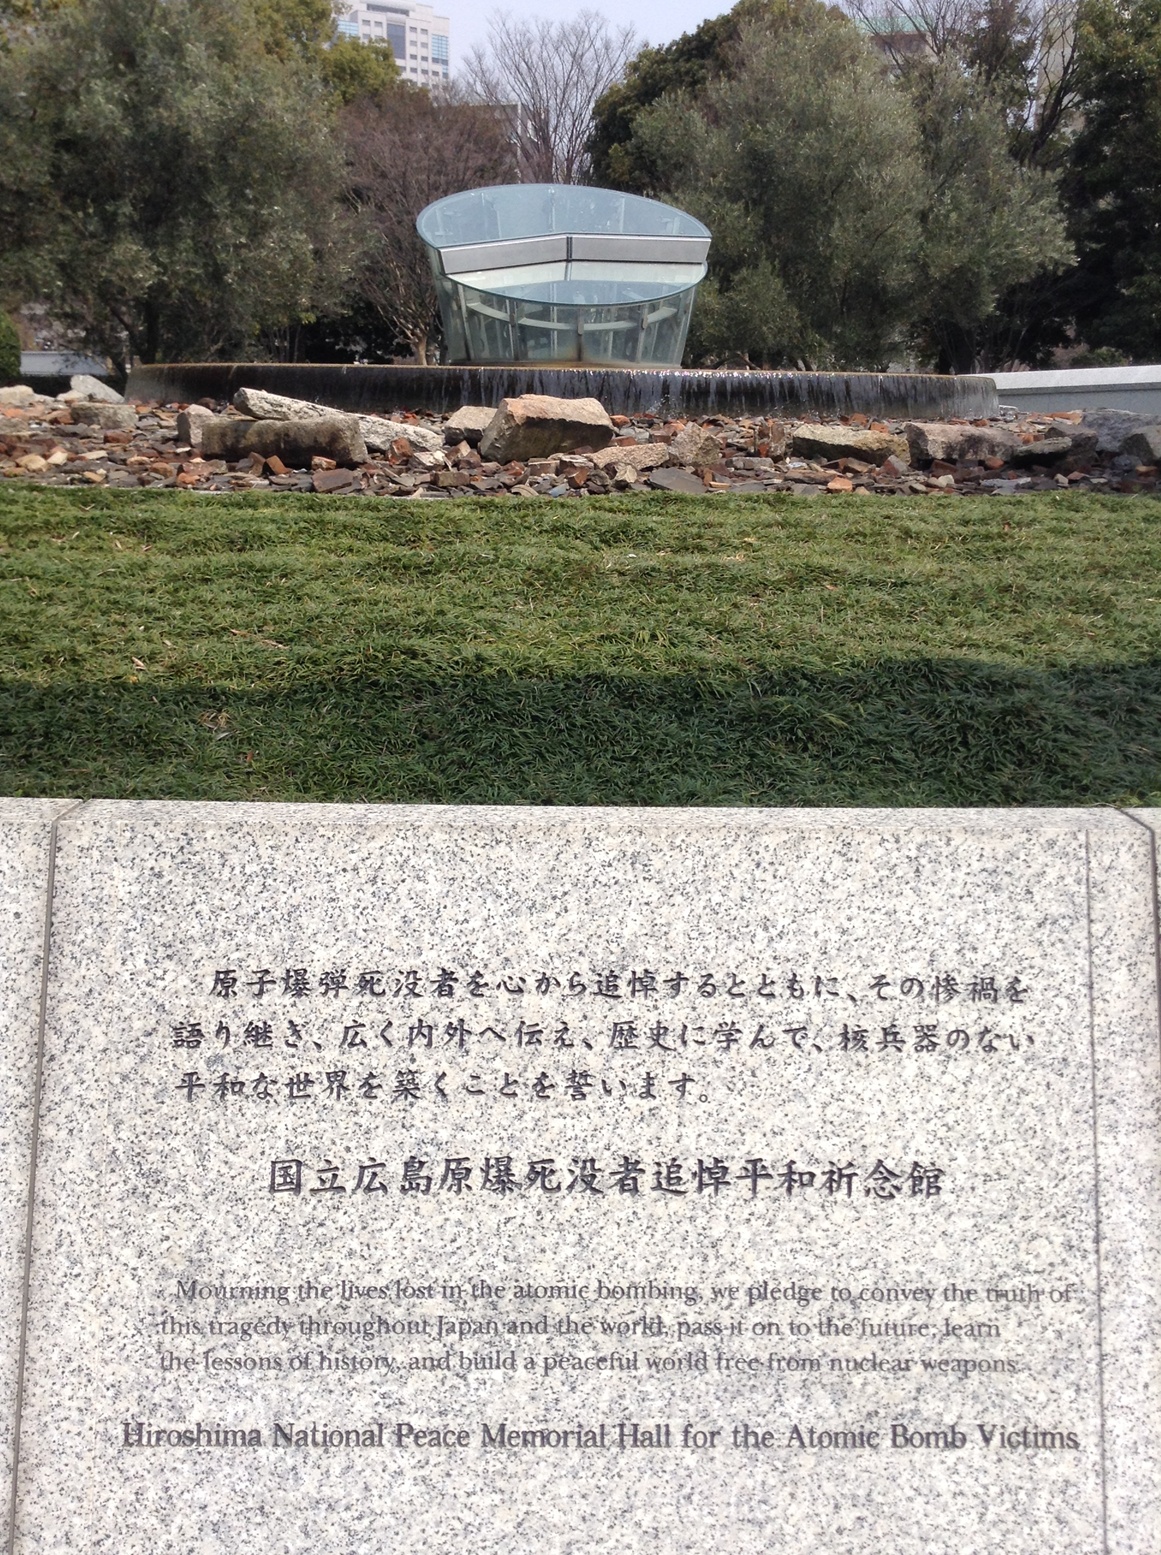 原子爆弾死没者を心から追悼するとともに、その惨禍を
語り継ぎ、広く内外へ伝え、歴史に学んで、核兵器のない
平和な世界を築くことを誓います。
国立広島原爆死没者追悼平和祈念館
Mourning the lives lost in the atomic bombing, we pledge to convey the truth of
this tragedy throughout Japan and the world, pass it on to the future, learn
the lessons of history, and build a peaceful world free from nuclear weapons.
Hiroshima National Peace Memorial Hall for the Atomic Bomb Victims